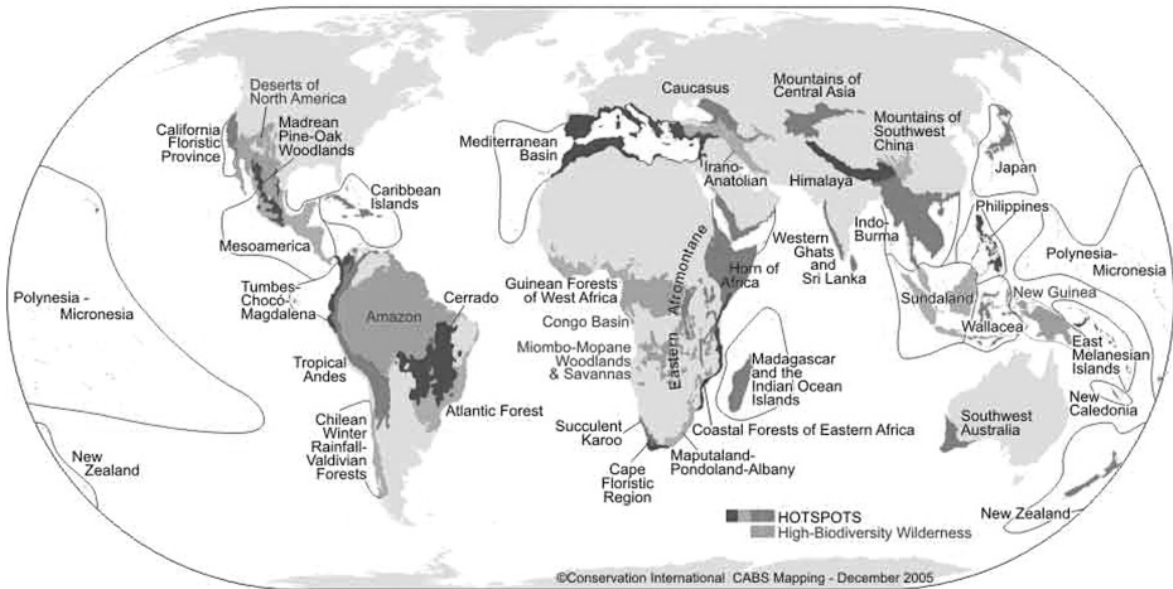 Deserts of
North America
California
Floristic
Province
Madrean
Pine-Oak
Woodlands
Caribbean
Islands
Mesoamerica
Polynesia -
Micronesia
Tumbes-
Chocó-
Magdalena
Amazon
Cerrado
Tropical
Andes
Atlantic Forest
Chilean
Winter
Rainfall-
Valdivian
Forests
New
Zealand
Mediterranean
Basin
Caucasus
Irano-
Anatolian
Mountains of
Central Asia
Mountains of
Southwest
China
Himalaya
Japan
Philippines
Indo-
Burma
Western
Ghats
and
Sri Lanka
Polynesia-
Micronesia
Guinean Forests
of West Africa
Congo Basin
Miombo-Mopane
Woodlands
& Savannas
Eastern Afromontane
Horn of
Africa
Madagascar
and the
Indian Ocean
Islands
Coastal Forests of Eastern Africa
Succulent
Karoo
Cape
Floristic
Region
Maputaland-
Pondoland-Albany
Sundaland
Wallacea
New Guinea
East
Melanesian
Islands
New
Caledonia
Southwest
Australia
New Zealand
HOTSPOTS
High-Biodiversity Wilderness
©Conservation International CABS Mapping - December 2005